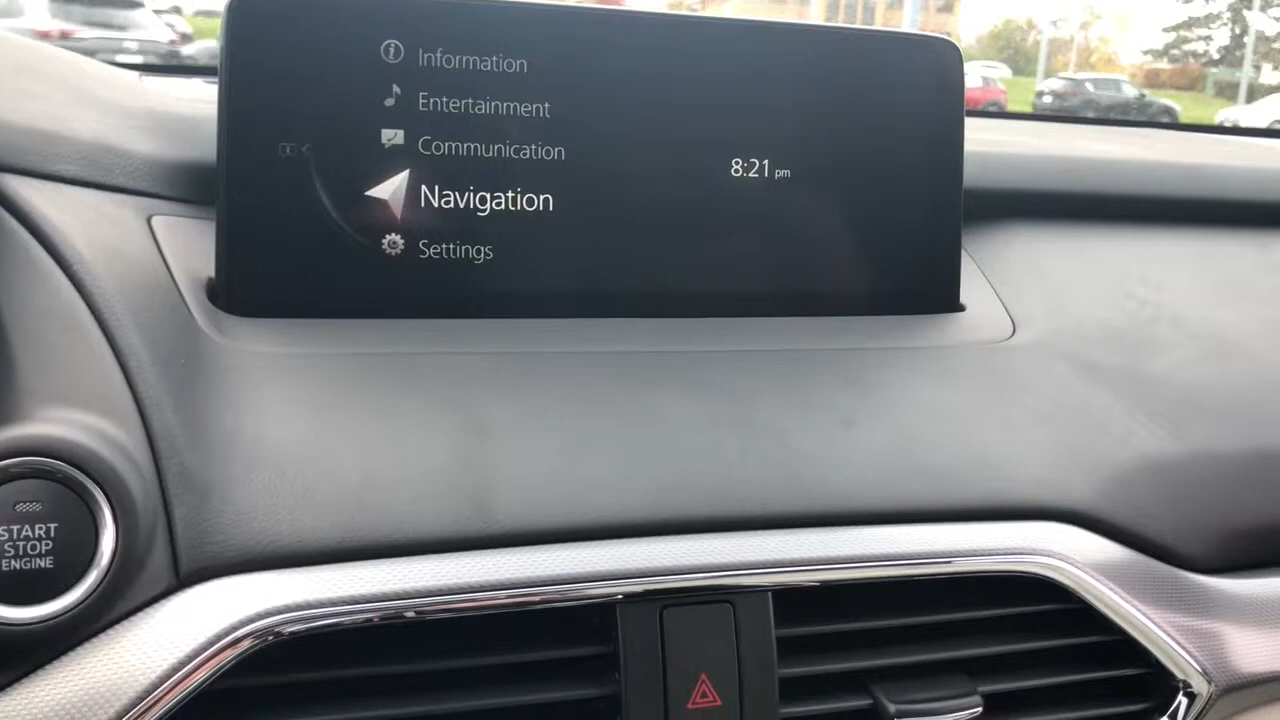 Information
Entertainment
Communication
Navigation
Settings
8:21 pm
START
STOP
ENGINE